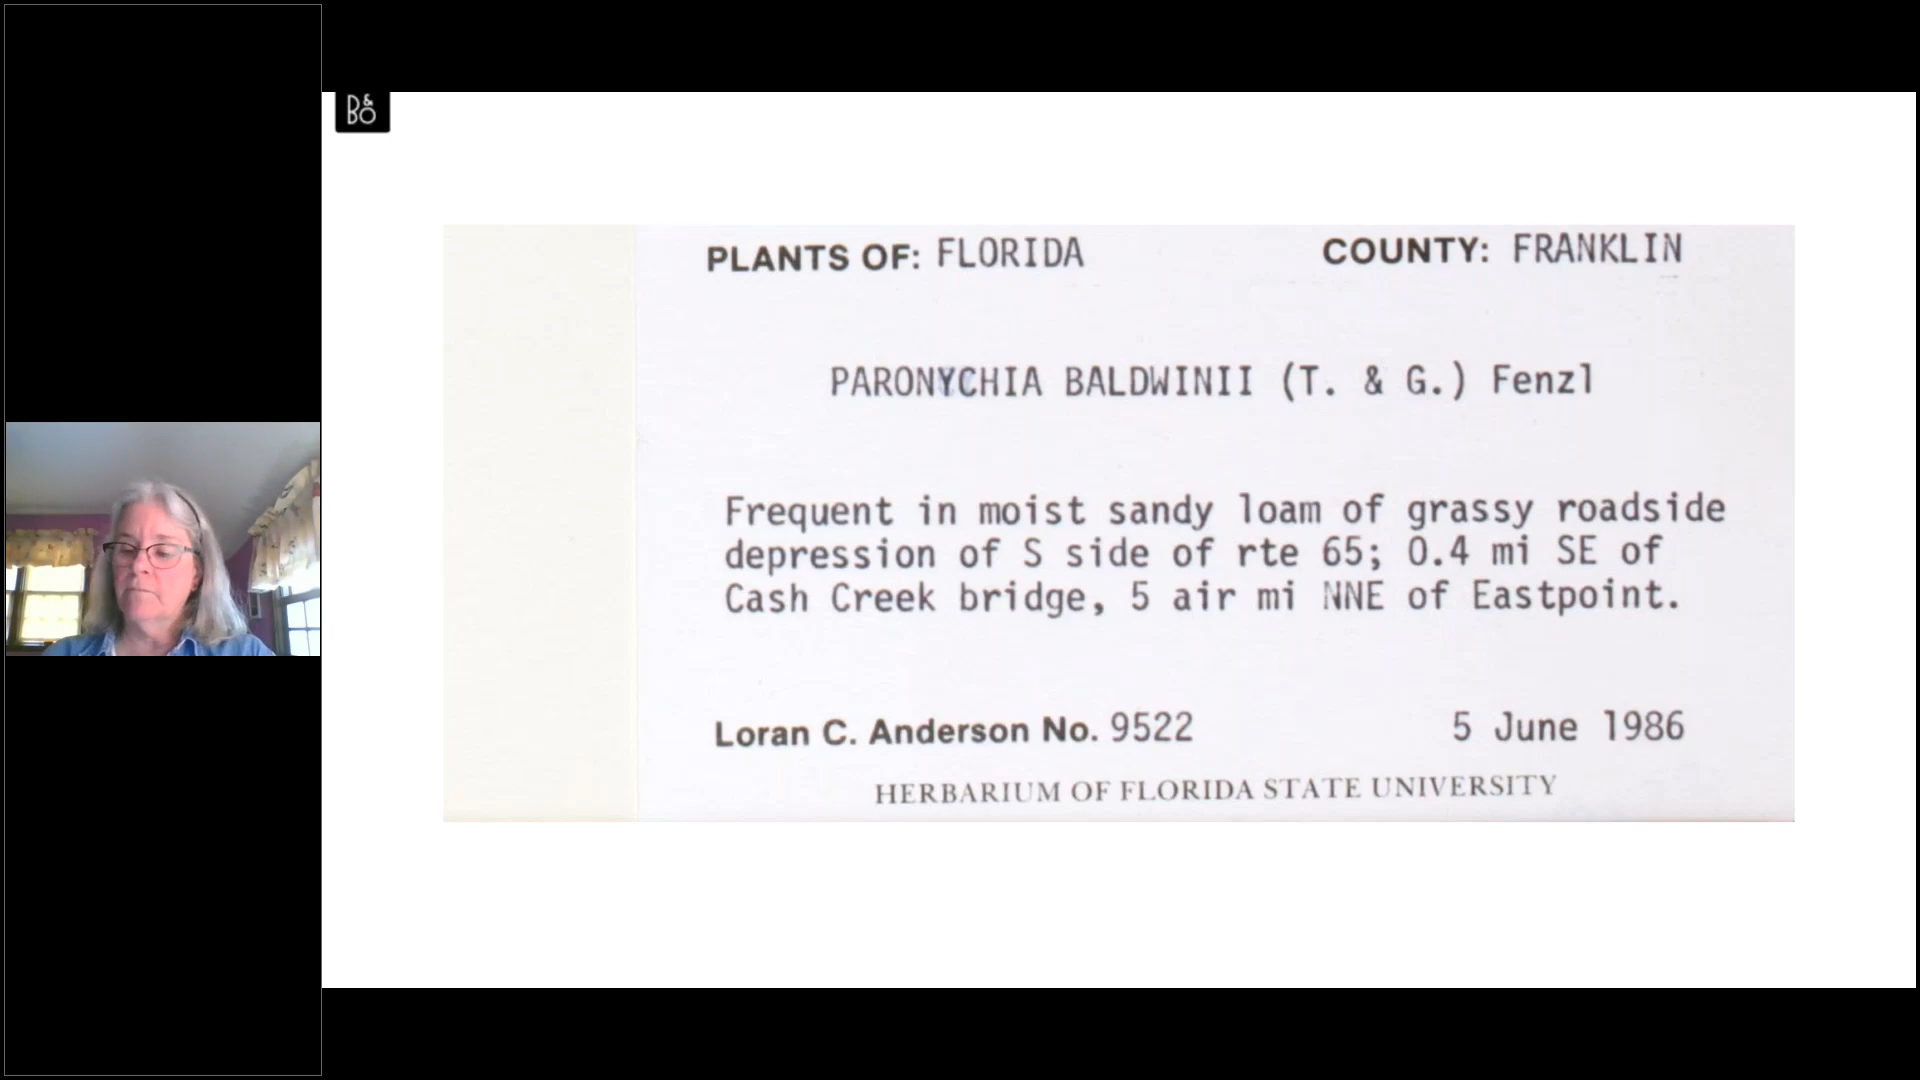 B&O
PLANTS OF: FLORIDA COUNTY: FRANKLIN
PARONYCHIA BALDWINII (T. & G.) Fenzl
Frequent in moist sandy loam of grassy roadside
depression of S side of rte 65; 0.4 mi SE of
Cash Creek bridge, 5 air mi NNE of Eastpoint.
Loran C. Anderson No. 9522 5 June 1986
HERBARIUM OF FLORIDA STATE UNIVERSITY